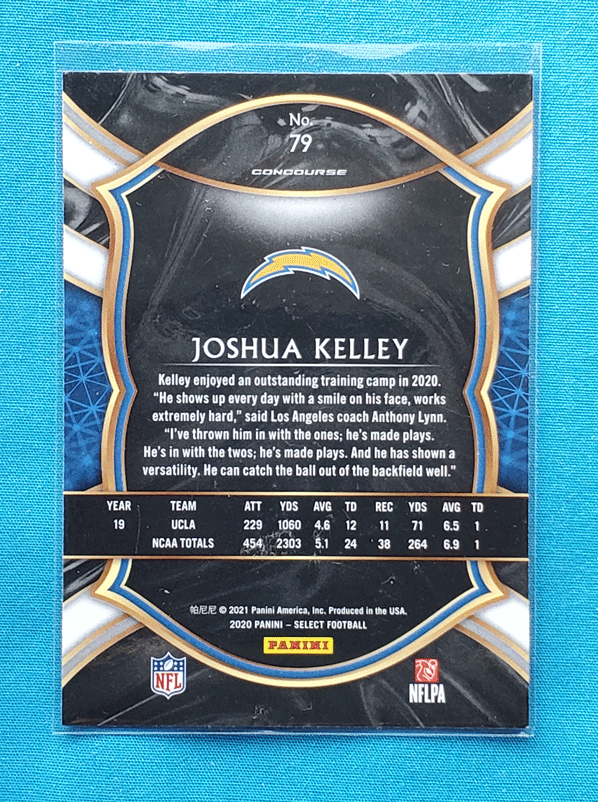 No.
79
CONCOURSE
JOSHUA KELLEY
Kelley enjoyed an outstanding training camp in 2020.
“He shows up every day with a smile on his face, works
extremely hard,” said Los Angeles coach Anthony Lynn.
“I’ve thrown him in with the ones; he’s made plays.
He’s in with the twos; he’s made plays. And he has shown a
versatility. He can catch the ball out of the backfield well.”
YEAR TEAM ATT YDS AVG TD REC YDS AVG TD
19 UCLA 229 1060 4.6 12 11 71 6.5 1
NCAA TOTALS 454 2303 5.1 24 38 264 6.9 1
帕尼尼 © 2021 Panini America, Inc. Produced in the USA.
2020 PANINI – SELECT FOOTBALL
PANINI
NFL
NFLPA